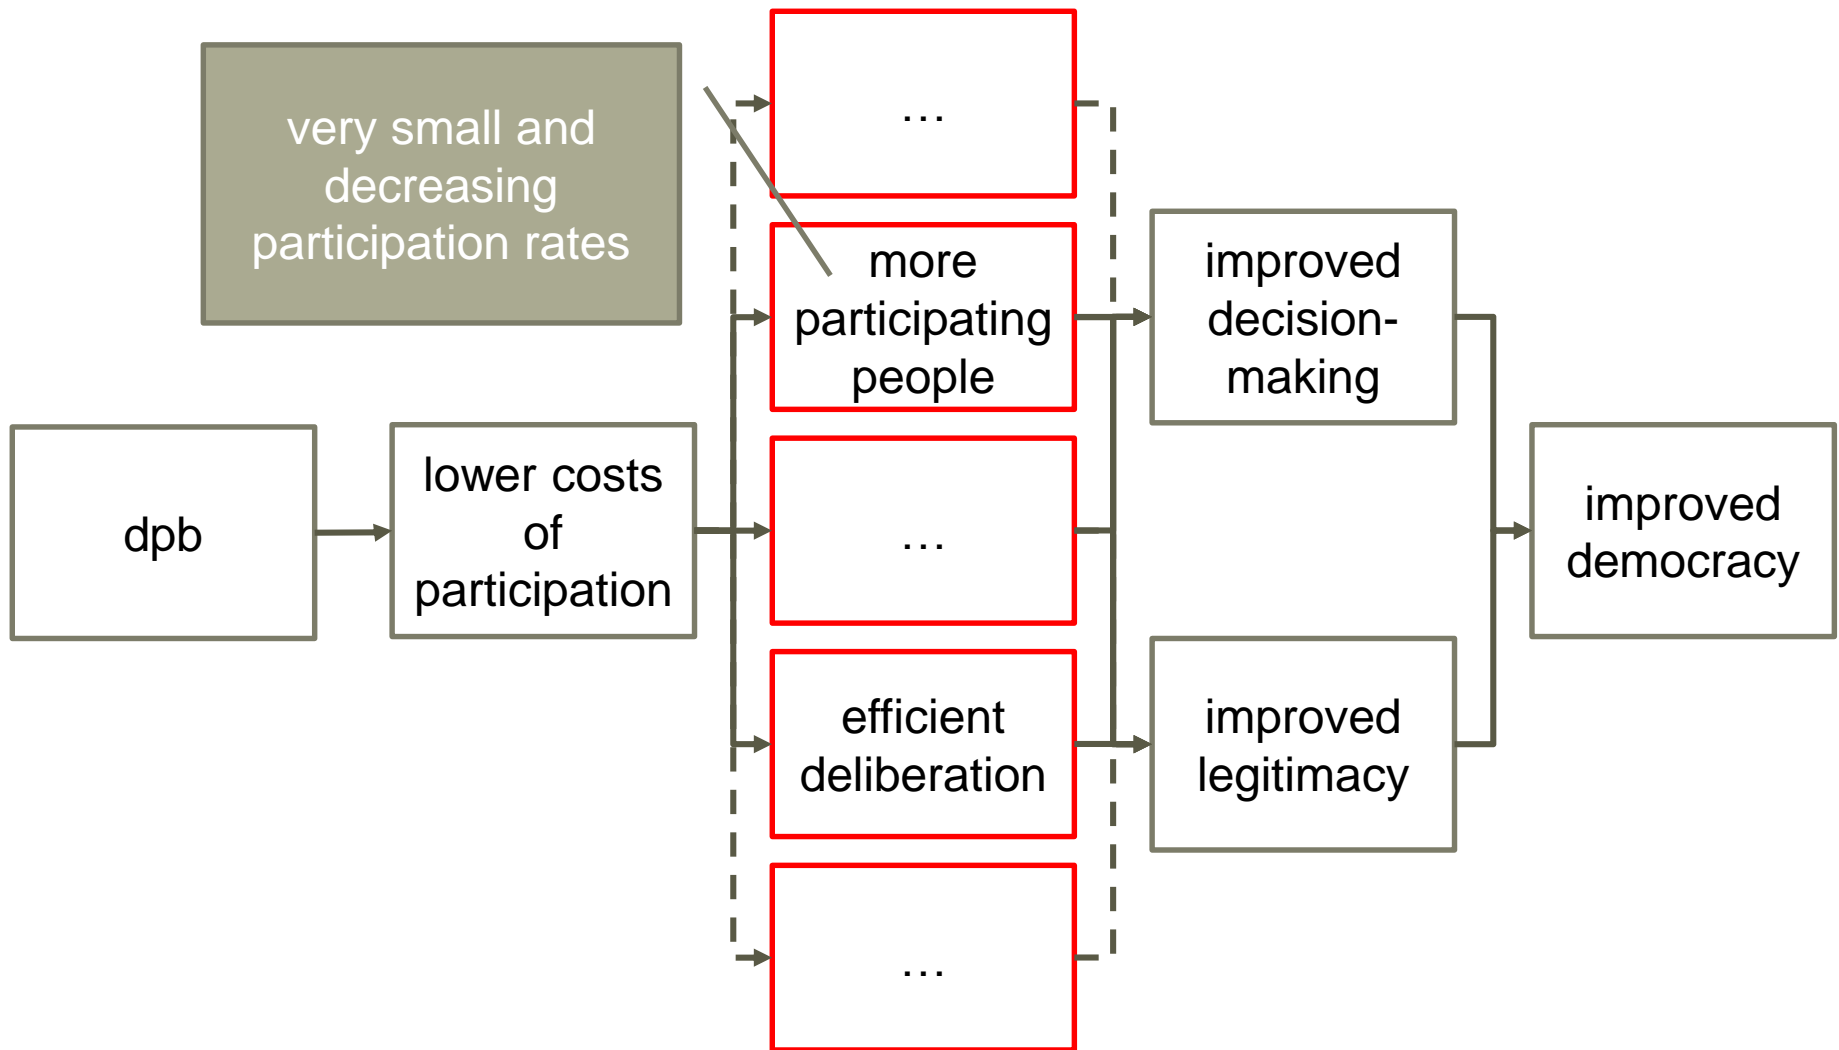 very small and
decreasing
participation rates
…
more
participating
people
…
efficient
deliberation
…
dpb
lower costs
of
participation
improved
decision-
making
improved
legitimacy
improved
democracy